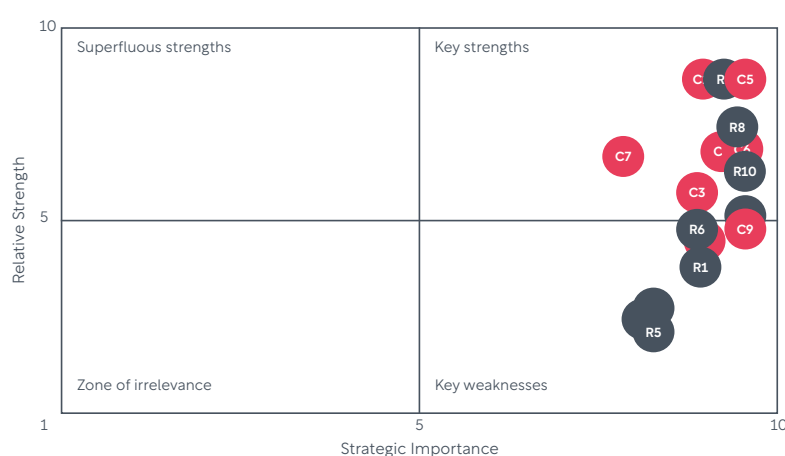 10
Superfluous strengths
Key strengths
R
C5
R8
C7
R10
C3
5
R6
C9
R1
R5
Zone of irrelevance
Key weaknesses
1
5
10
Strategic Importance
Relative Strength